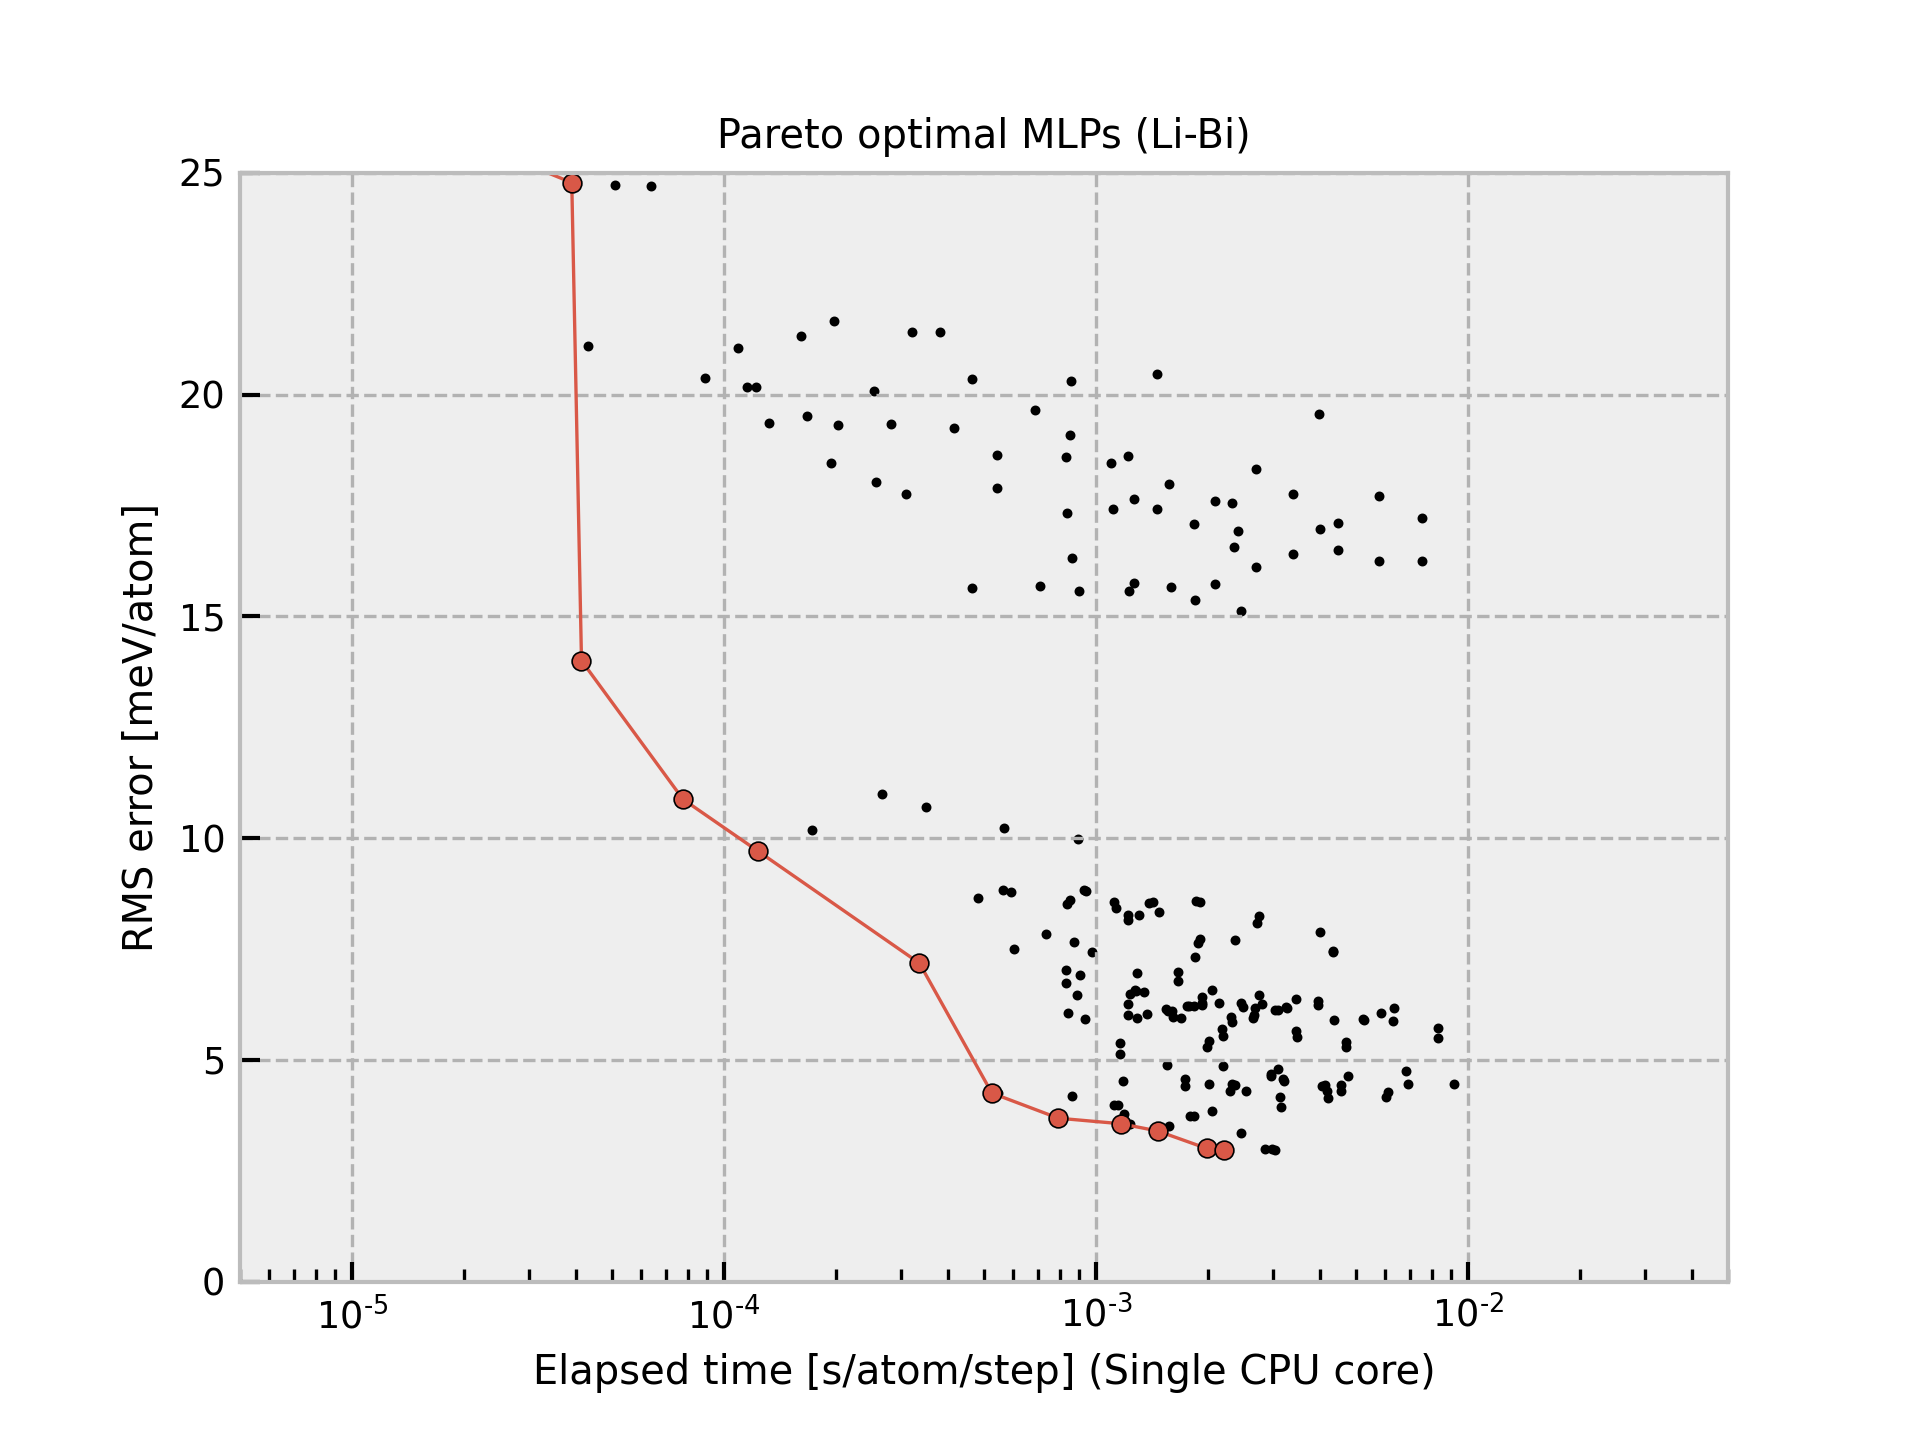 Pareto optimal MLPs (Li-Bi)
25
20
15
10
5
0
RMS error [meV/atom]
10-5 10-4 10-3 10-2
Elapsed time [s/atom/step] (Single CPU core)